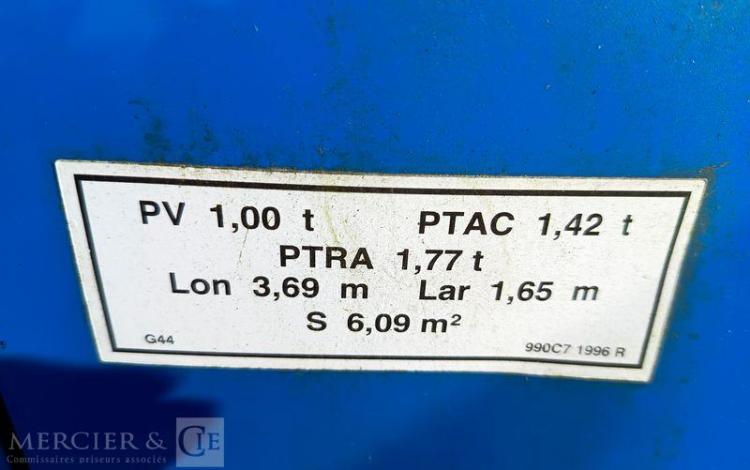 PV 1,00 t PTAC 1,42 t
PTRA 1,77 t
Lon 3,69 m Lar 1,65 m
S 6,09 m²
G44 990C7 1996 R
MERCIER & CIE
Commissaires priseurs associés